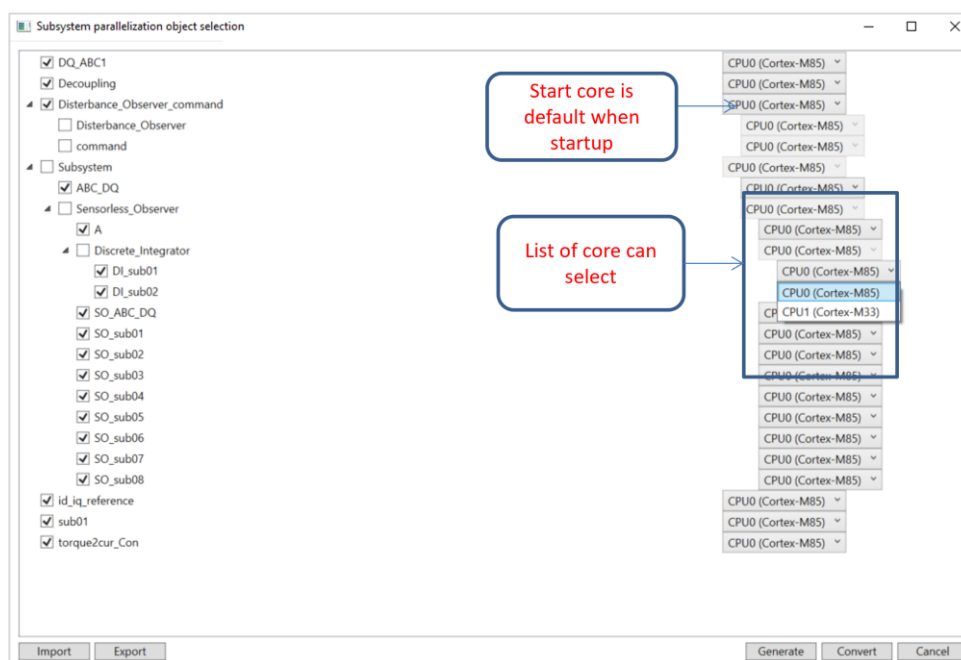 Subsystem parallelization object selection
DQ_ABC1 CPU0 (Cortex-M85)
Decoupling CPU0 (Cortex-M85)
Disterbance_Observer_command CPU0 (Cortex-M85)
Disterbance_Observer CPU0 (Cortex-M85)
command CPU0 (Cortex-M85)
Start core is
default when
startup
Subsystem CPU0 (Cortex-M85)
ABC_DQ CPU0 (Cortex-M85)
Sensorless_Observer CPU0 (Cortex-M85)
A CPU0 (Cortex-M85)
Discrete_Integrator CPU0 (Cortex-M85)
List of core can
select
DI_sub01 CPU0 (Cortex-M85)
DI_sub02 CPU0 (Cortex-M85)
SO_ABC_DQ CPU1 (Cortex-M33)
SO_sub01 CPU0 (Cortex-M85)
SO_sub02 CPU0 (Cortex-M85)
SO_sub03 CPU0 (Cortex-M85)
SO_sub04 CPU0 (Cortex-M85)
SO_sub05 CPU0 (Cortex-M85)
SO_sub06 CPU0 (Cortex-M85)
SO_sub07 CPU0 (Cortex-M85)
SO_sub08 CPU0 (Cortex-M85)
id_iq_reference CPU0 (Cortex-M85)
sub01 CPU0 (Cortex-M85)
torque2cur_Con CPU0 (Cortex-M85)
Import Export Generate Convert Cancel